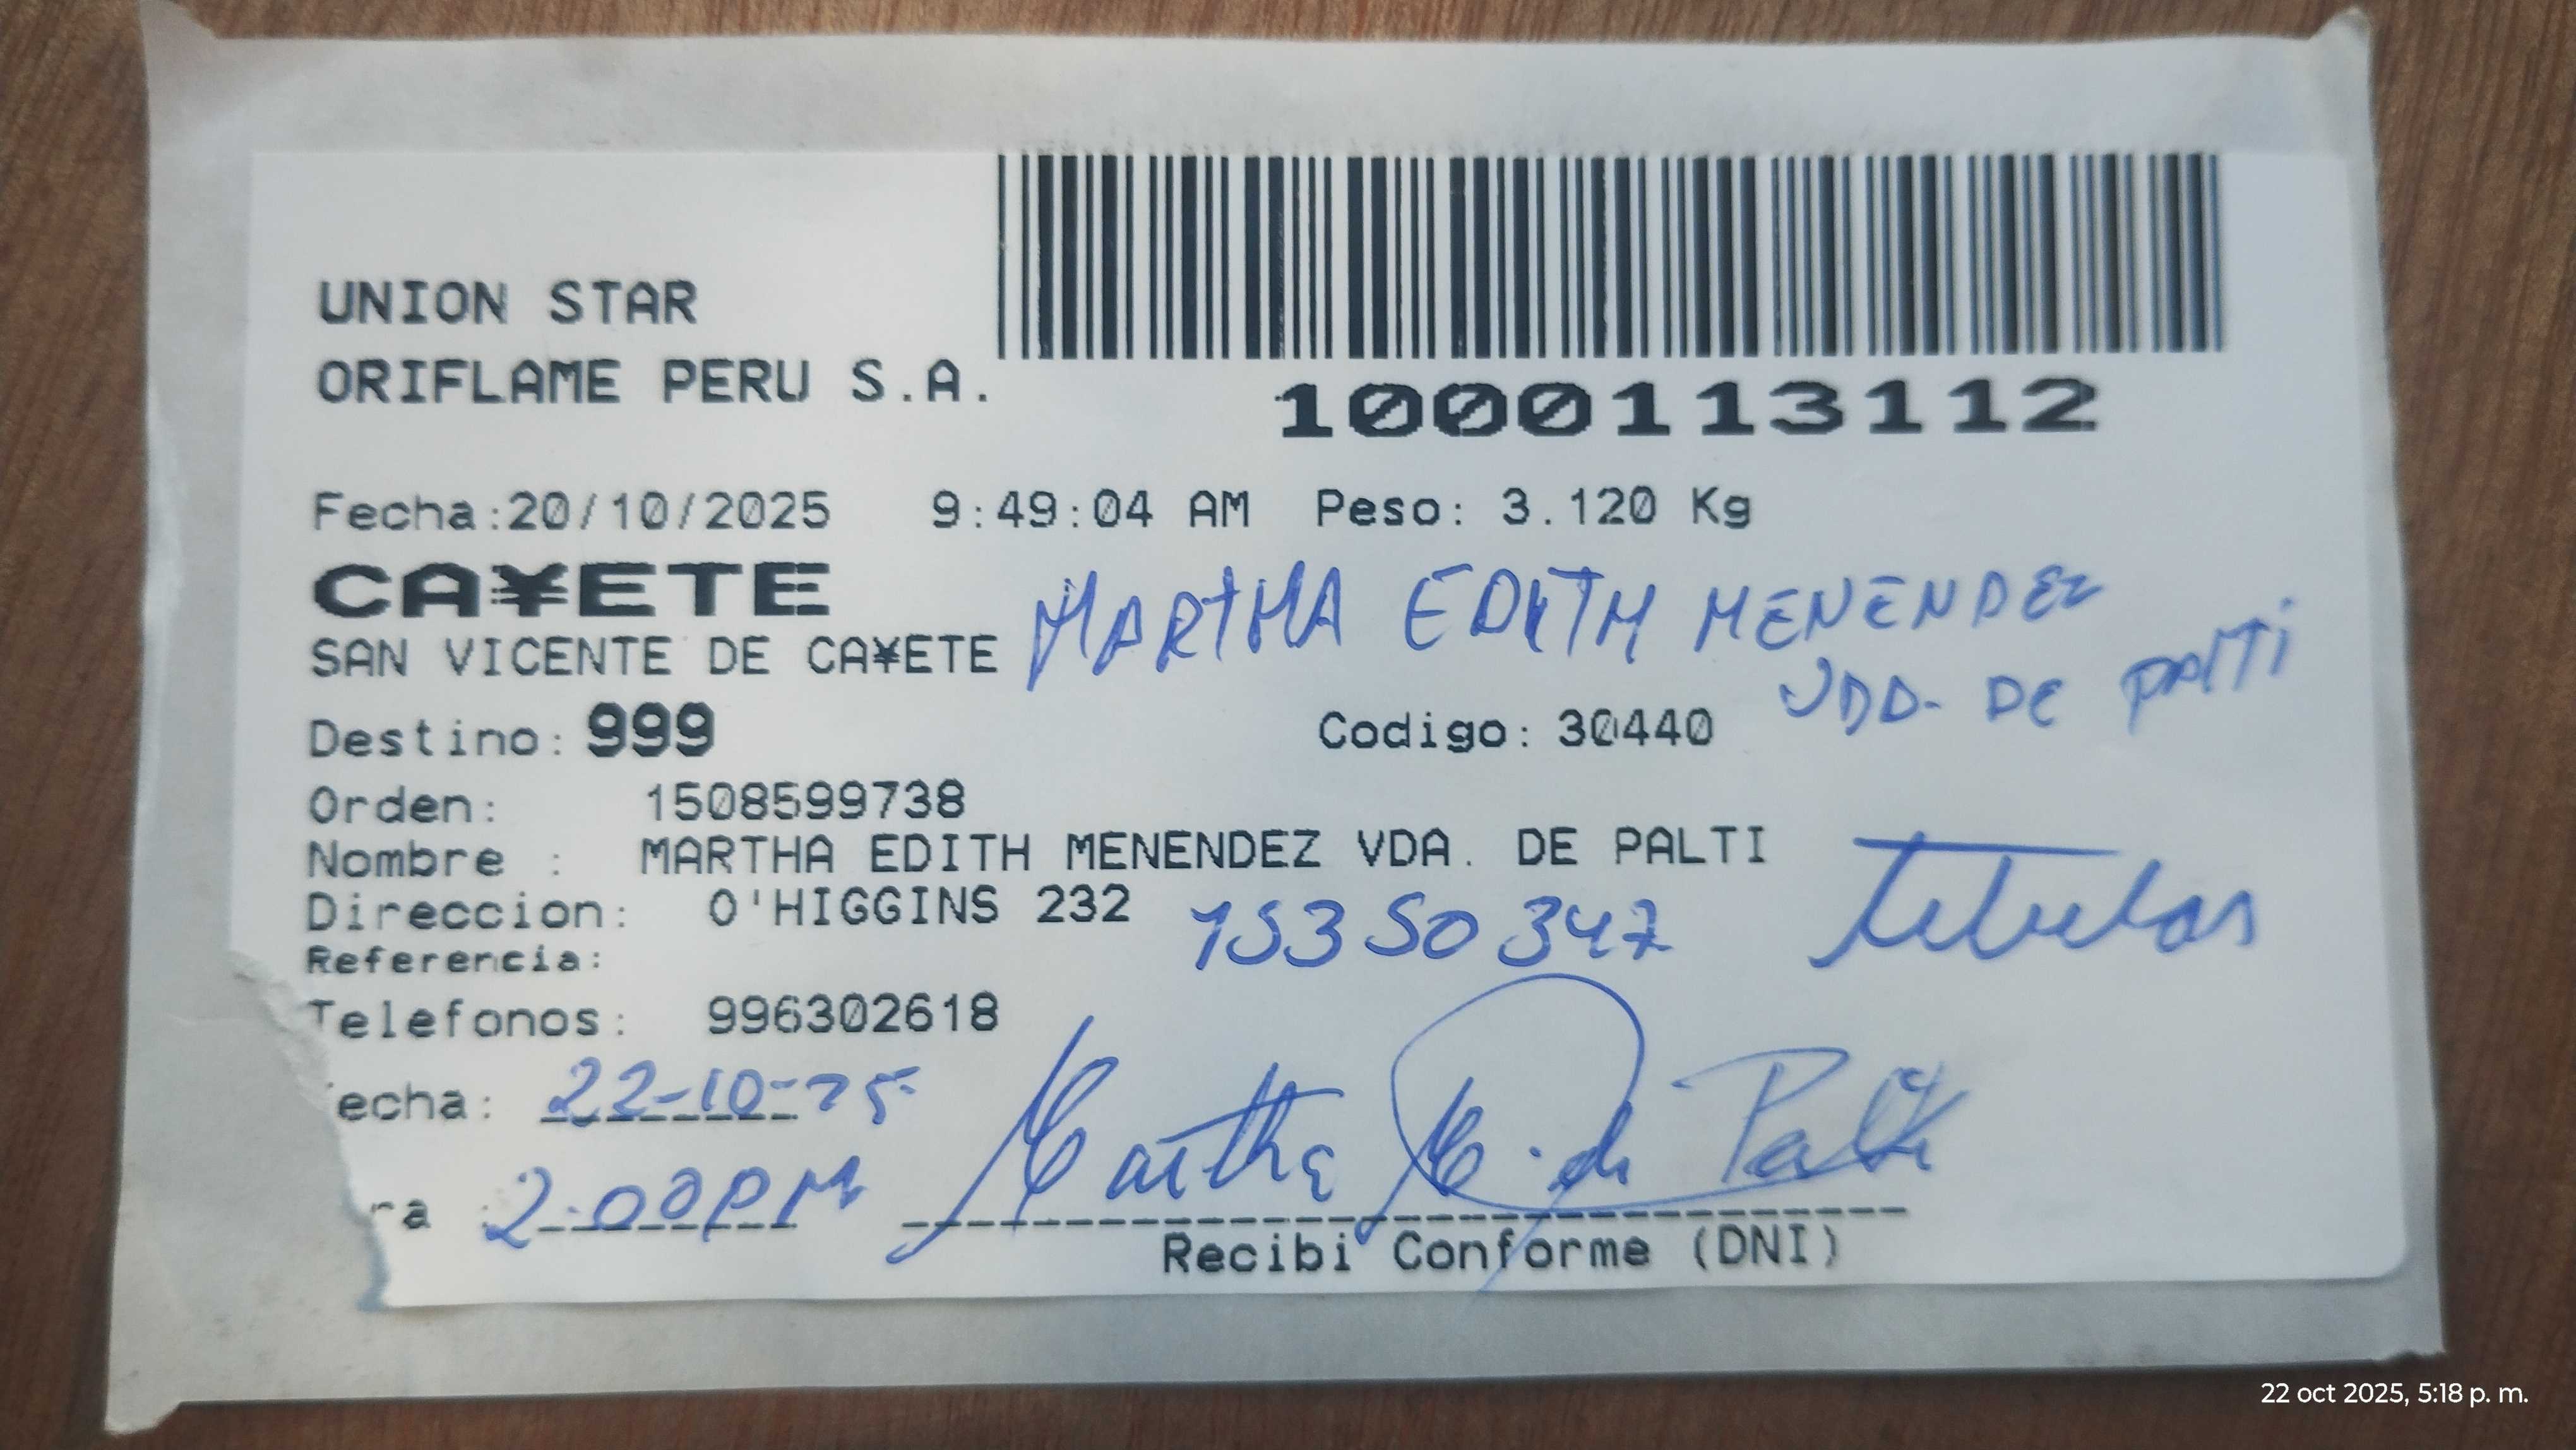 UNION STAR
ORIFLAME PERU S.A.
1000113112
Fecha:20/10/2025 9:49:04 AM Peso: 3.120 Kg
CA¥ETE
SAN VICENTE DE CA¥ETE
MARTHA EDITH MENENDEZ
VDA. DE PALTI
Destino: 999 Codigo: 30440
Orden: 1508599738
Nombre : MARTHA EDITH MENENDEZ VDA. DE PALTI
Direccion: O'HIGGINS 232
15350347
Referencia:
Telefonos: 996302618
echa: 22-10-25
ra : 2:00PM
Martha M. de Palti
Recibi Conforme (DNI)
22 oct 2025, 5:18 p. m.